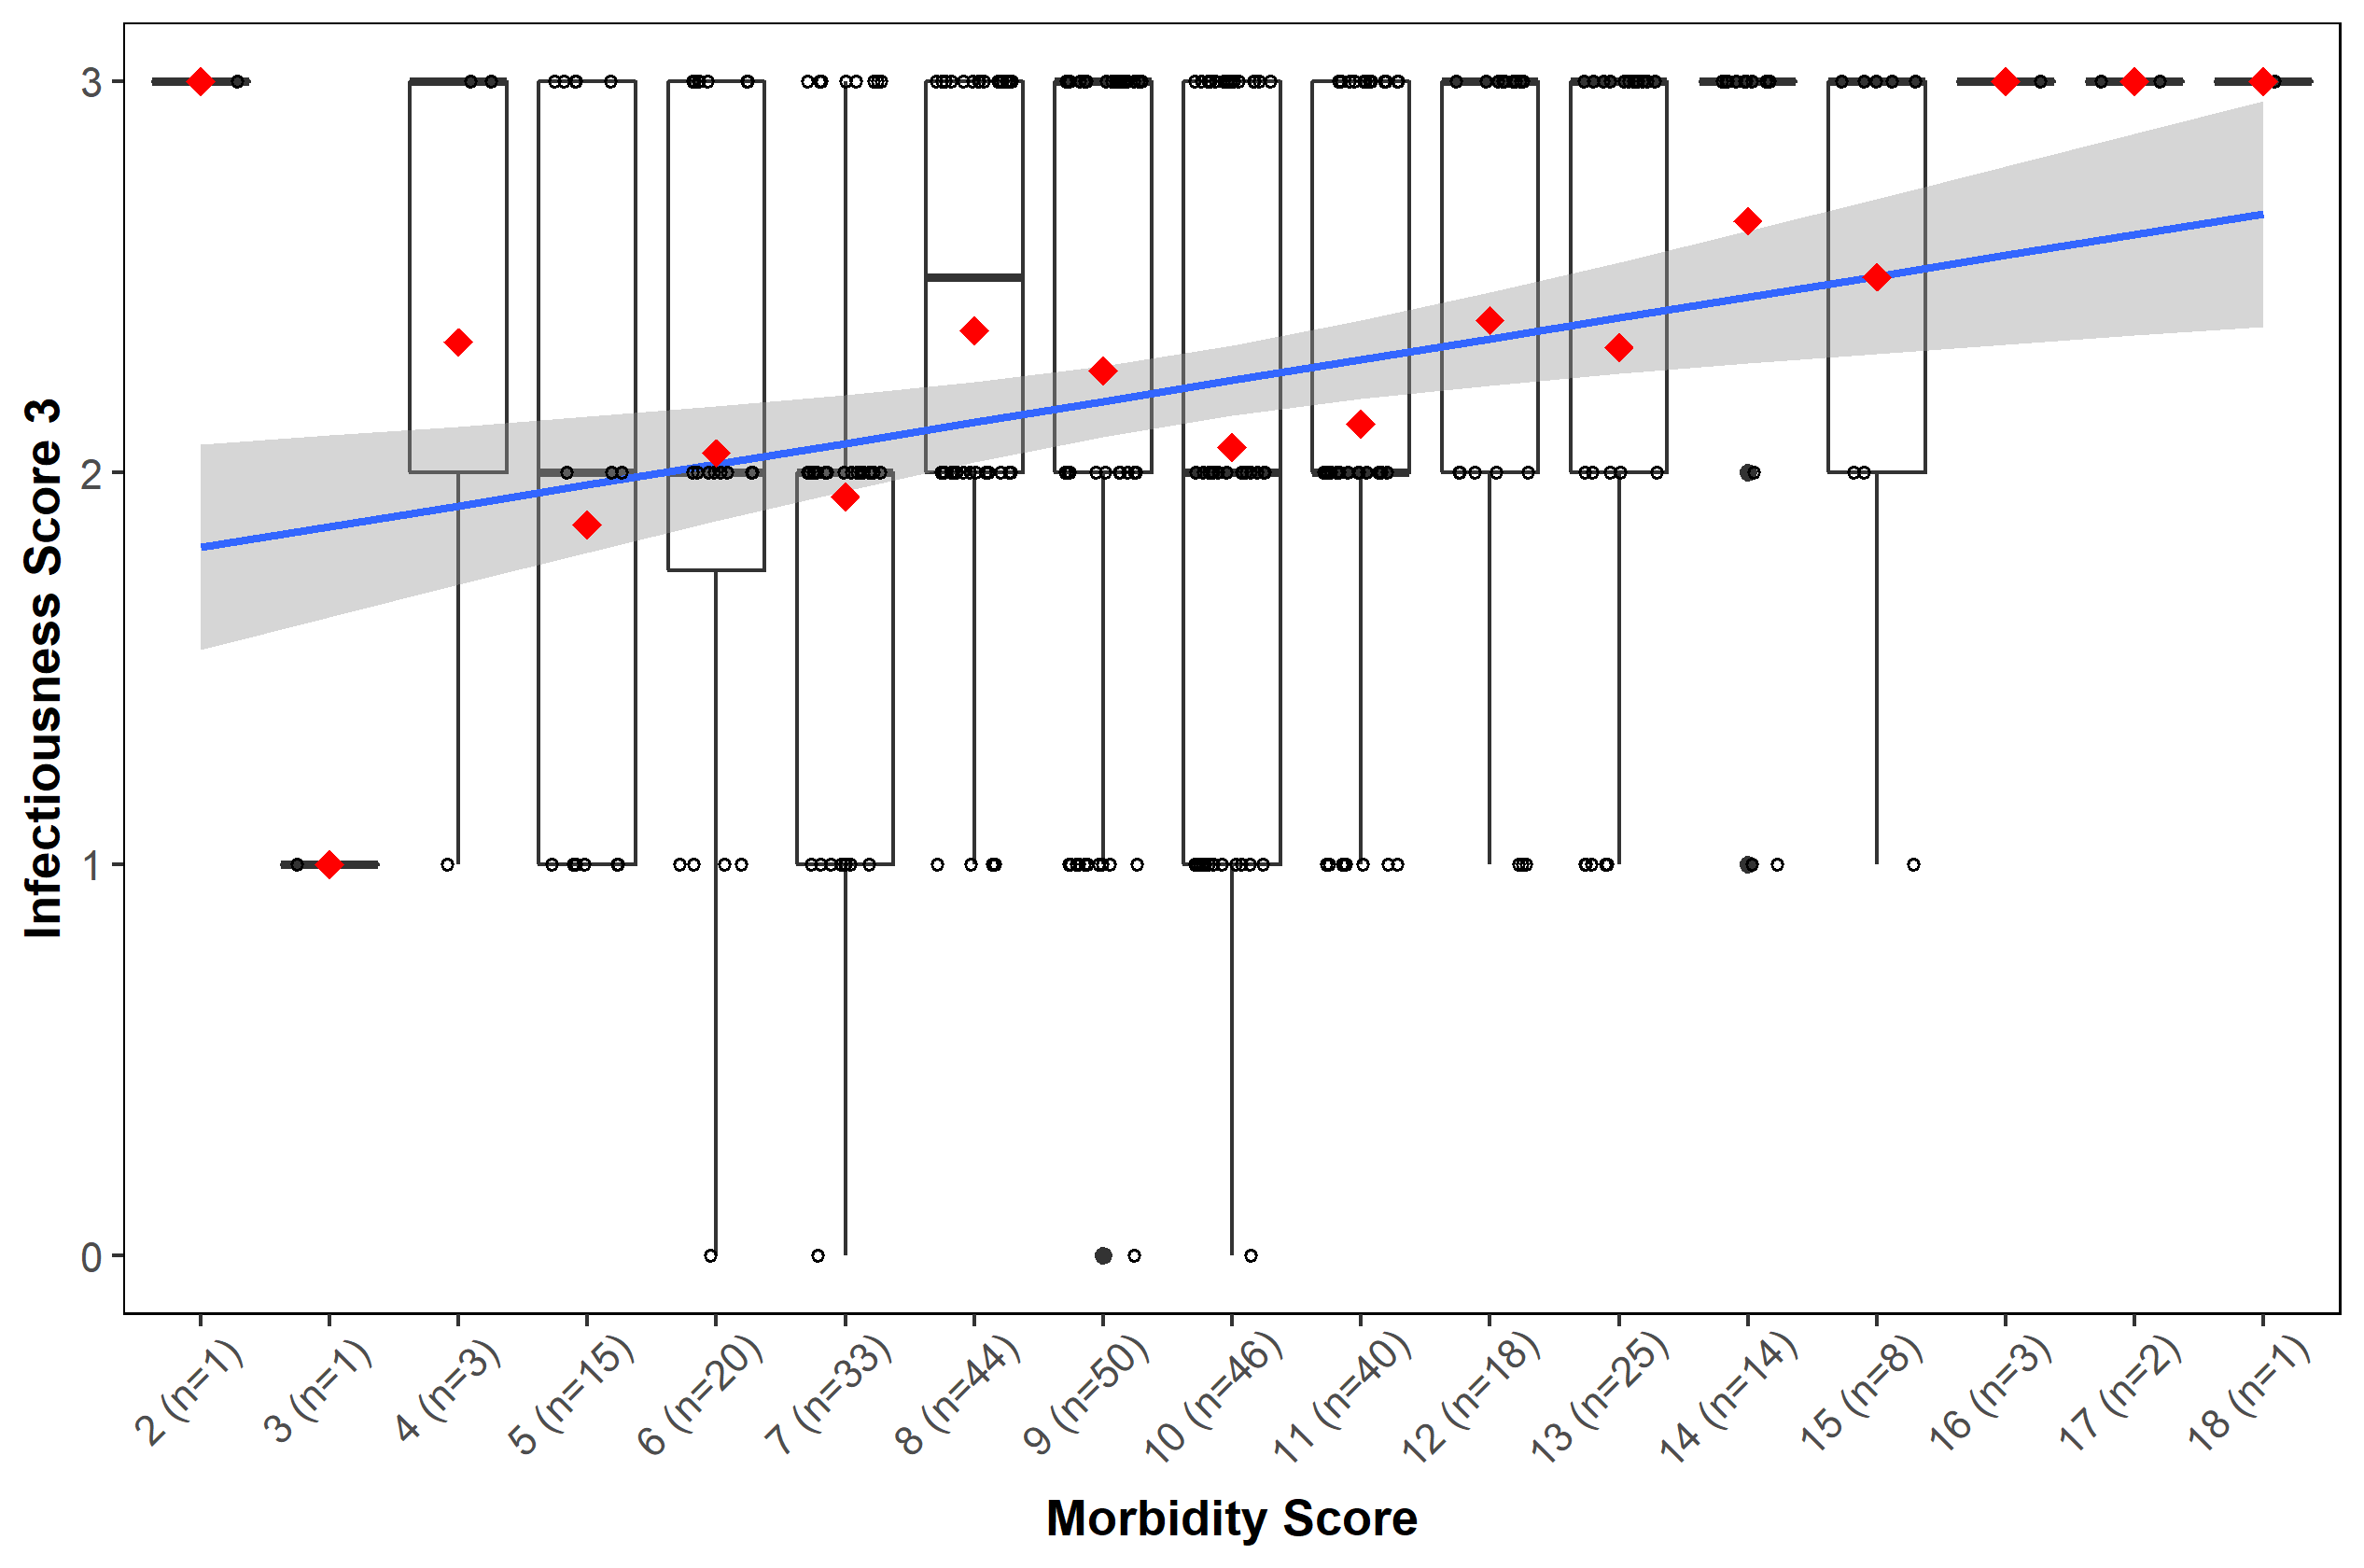 Infectiousness Score 3
3
2
1
0
2 (n=1)
3 (n=1)
4 (n=3)
5 (n=15)
6 (n=20)
7 (n=33)
8 (n=44)
9 (n=50)
10 (n=46)
11 (n=40)
12 (n=18)
13 (n=25)
14 (n=14)
15 (n=8)
16 (n=3)
17 (n=2)
18 (n=1)
Morbidity Score